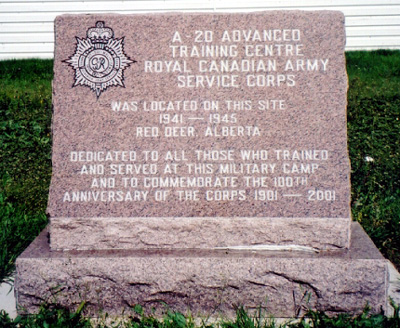 A-20 ADVANCED
TRAINING CENTRE
ROYAL CANADIAN ARMY
SERVICE CORPS
WAS LOCATED ON THIS SITE
1941 — 1945
RED DEER, ALBERTA
DEDICATED TO ALL THOSE WHO TRAINED
AND SERVED AT THIS MILITARY CAMP
AND TO COMMEMORATE THE 100TH
ANNIVERSARY OF THE CORPS 1901 — 2001